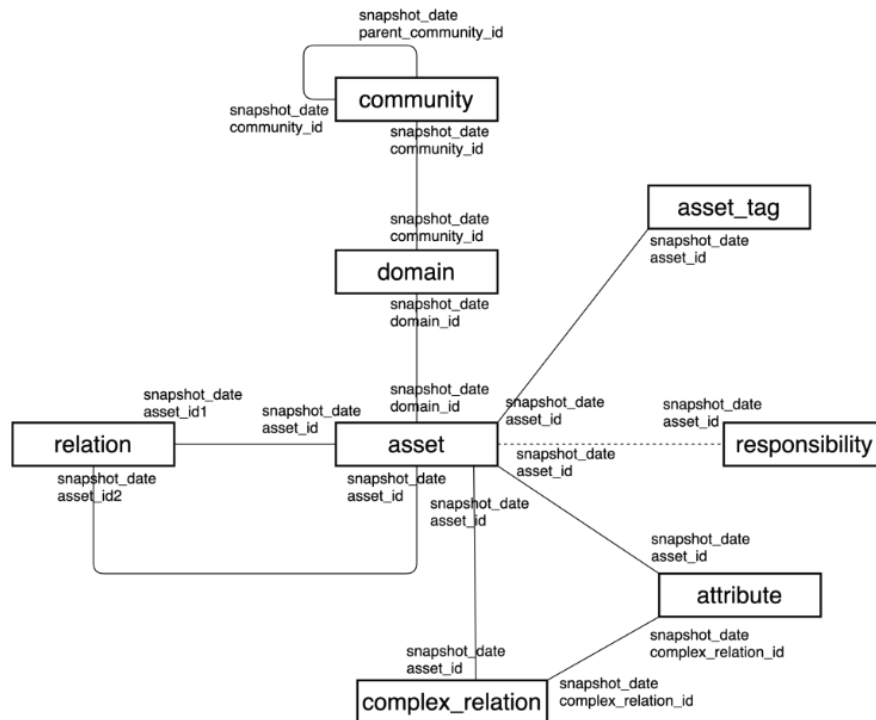 snapshot_date
parent_community_id
community
snapshot_date
community_id
snapshot_date
community_id
asset_tag
snapshot_date
asset_id
snapshot_date
community_id
domain
snapshot_date
domain_id
snapshot_date
asset_id1
snapshot_date
asset_id
snapshot_date
domain_id
snapshot_date
asset_id
snapshot_date
asset_id
relation
asset
responsibility
snapshot_date
asset_id2
snapshot_date
asset_id
snapshot_date
asset_id
snapshot_date
asset_id
snapshot_date
asset_id
attribute
snapshot_date
complex_relation_id
snapshot_date
asset_id
complex_relation
snapshot_date
complex_relation_id